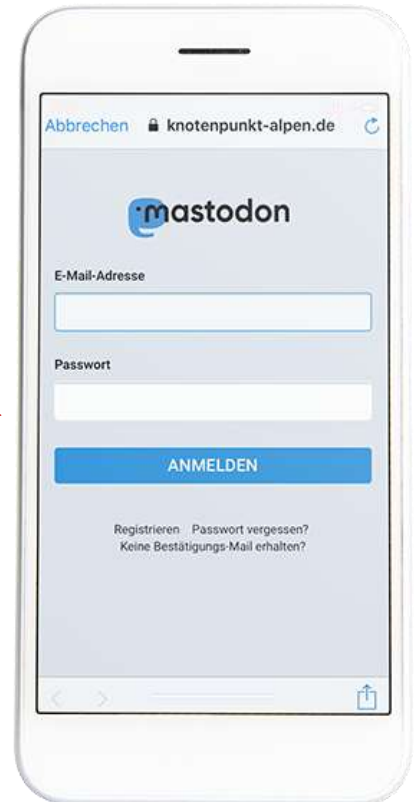 Abbrechen knotenpunkt-alpen.de
mastodon
E-Mail-Adresse
Passwort
ANMELDEN
Registrieren Passwort vergessen?
Keine Bestätigungs-Mail erhalten?